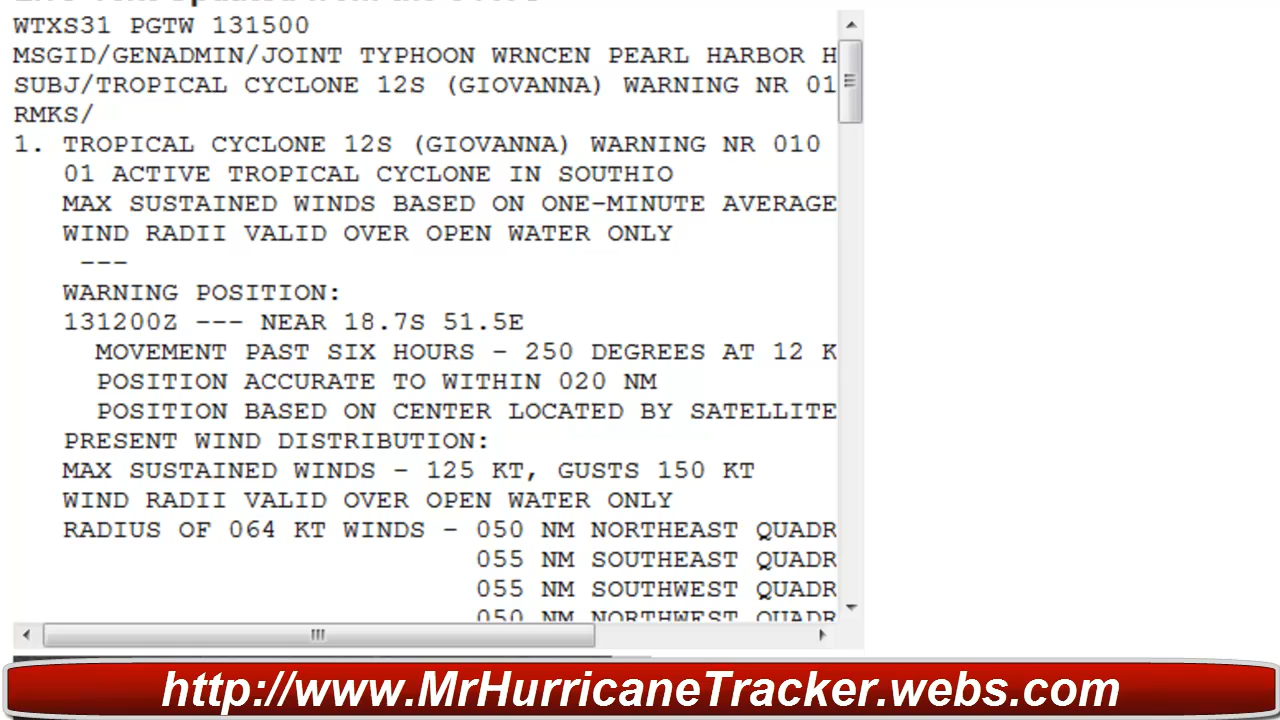 WTXS31 PGTW 131500
MSGID/GENADMIN/JOINT TYPHOON WRNCEN PEARL HARBOR H
SUBJ/TROPICAL CYCLONE 12S (GIOVANNA) WARNING NR 01
RMKS/
1. TROPICAL CYCLONE 12S (GIOVANNA) WARNING NR 010
01 ACTIVE TROPICAL CYCLONE IN SOUTHIO
MAX SUSTAINED WINDS BASED ON ONE-MINUTE AVERAGE
WIND RADII VALID OVER OPEN WATER ONLY
---
WARNING POSITION:
131200Z --- NEAR 18.7S 51.5E
MOVEMENT PAST SIX HOURS - 250 DEGREES AT 12 K
POSITION ACCURATE TO WITHIN 020 NM
POSITION BASED ON CENTER LOCATED BY SATELLITE
PRESENT WIND DISTRIBUTION:
MAX SUSTAINED WINDS - 125 KT, GUSTS 150 KT
WIND RADII VALID OVER OPEN WATER ONLY
RADIUS OF 064 KT WINDS - 050 NM NORTHEAST QUADR
055 NM SOUTHEAST QUADR
055 NM SOUTHWEST QUADR
050 NM NORTHWEST QUADR
http://www.MrHurricaneTracker.webs.com